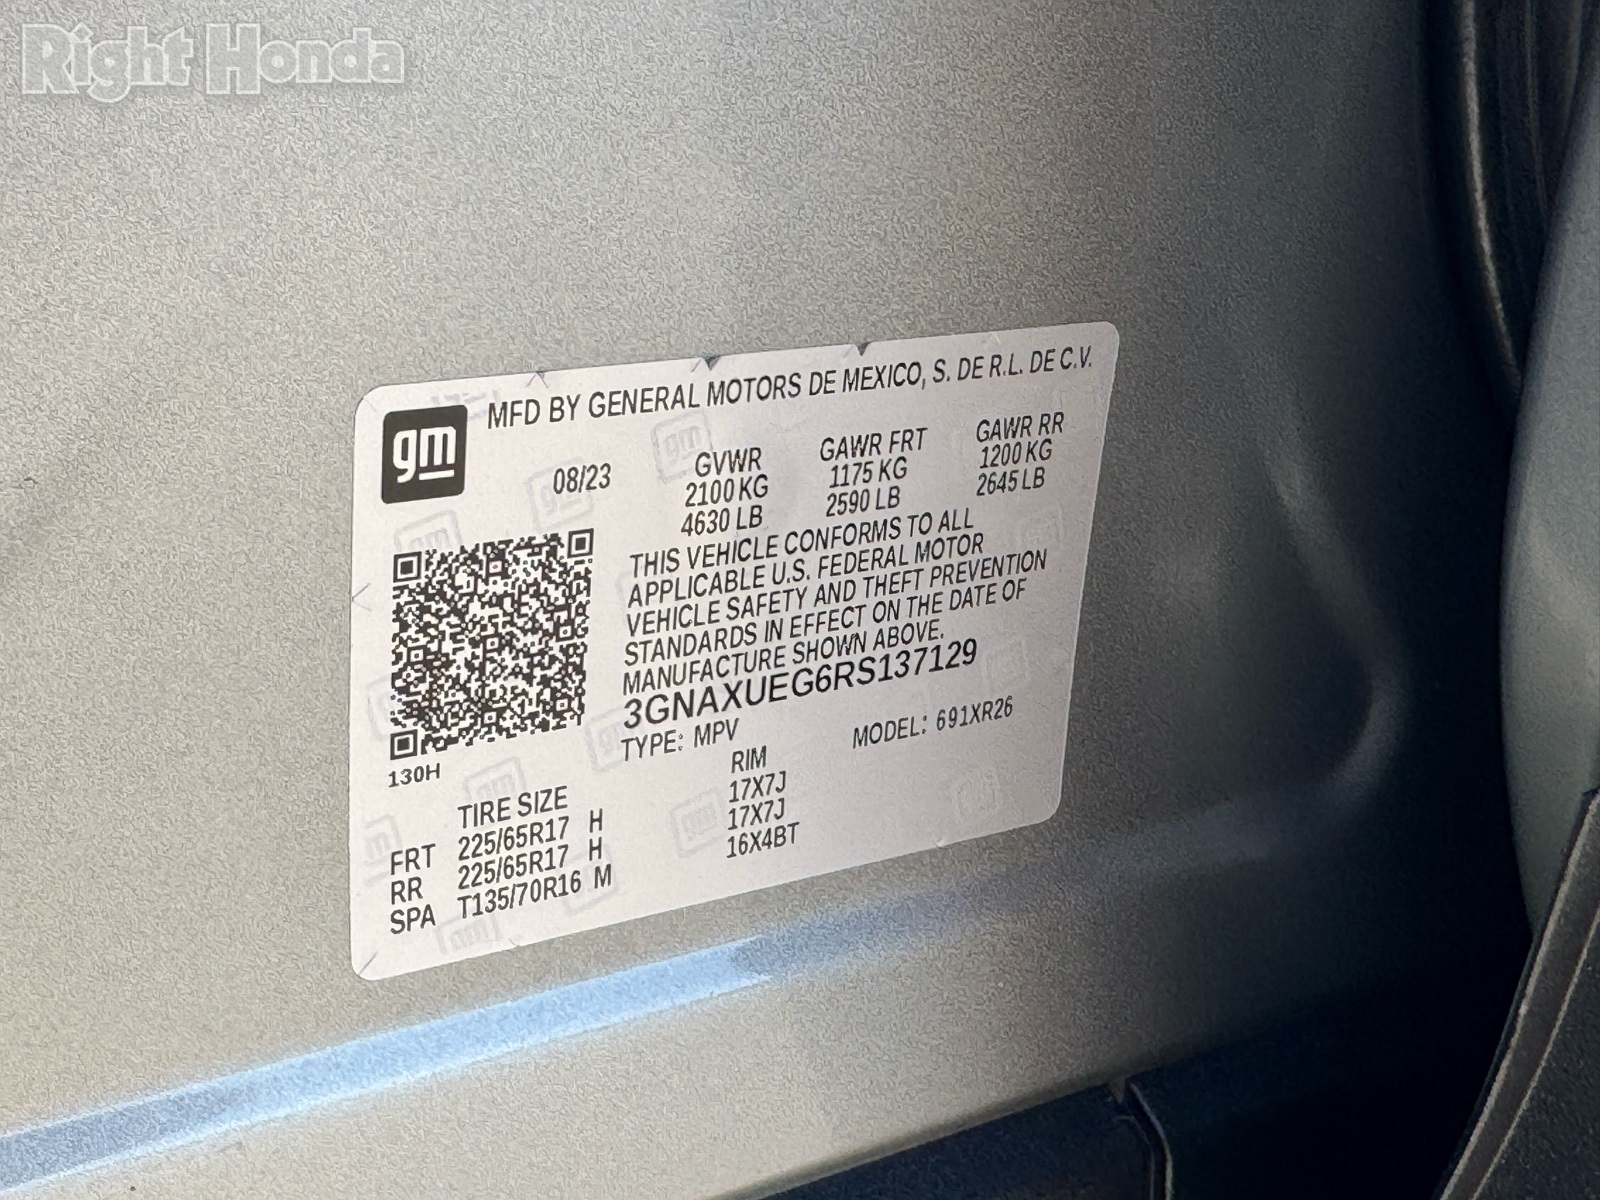 Right Honda
gm
MFD BY GENERAL MOTORS DE MEXICO, S. DE R.L. DE C.V.
08/23
GVWR GAWR FRT GAWR RR
2100 KG 1175 KG 1200 KG
4630 LB 2590 LB 2645 LB
THIS VEHICLE CONFORMS TO ALL
APPLICABLE U.S. FEDERAL MOTOR
VEHICLE SAFETY AND THEFT PREVENTION
STANDARDS IN EFFECT ON THE DATE OF
MANUFACTURE SHOWN ABOVE.
3GNAXUEG6RS137129
TYPE: MPV MODEL: 691XR26
130H
TIRE SIZE RIM
FRT 225/65R17 H 17X7J
RR 225/65R17 H 17X7J
SPA T135/70R16 M 16X4BT